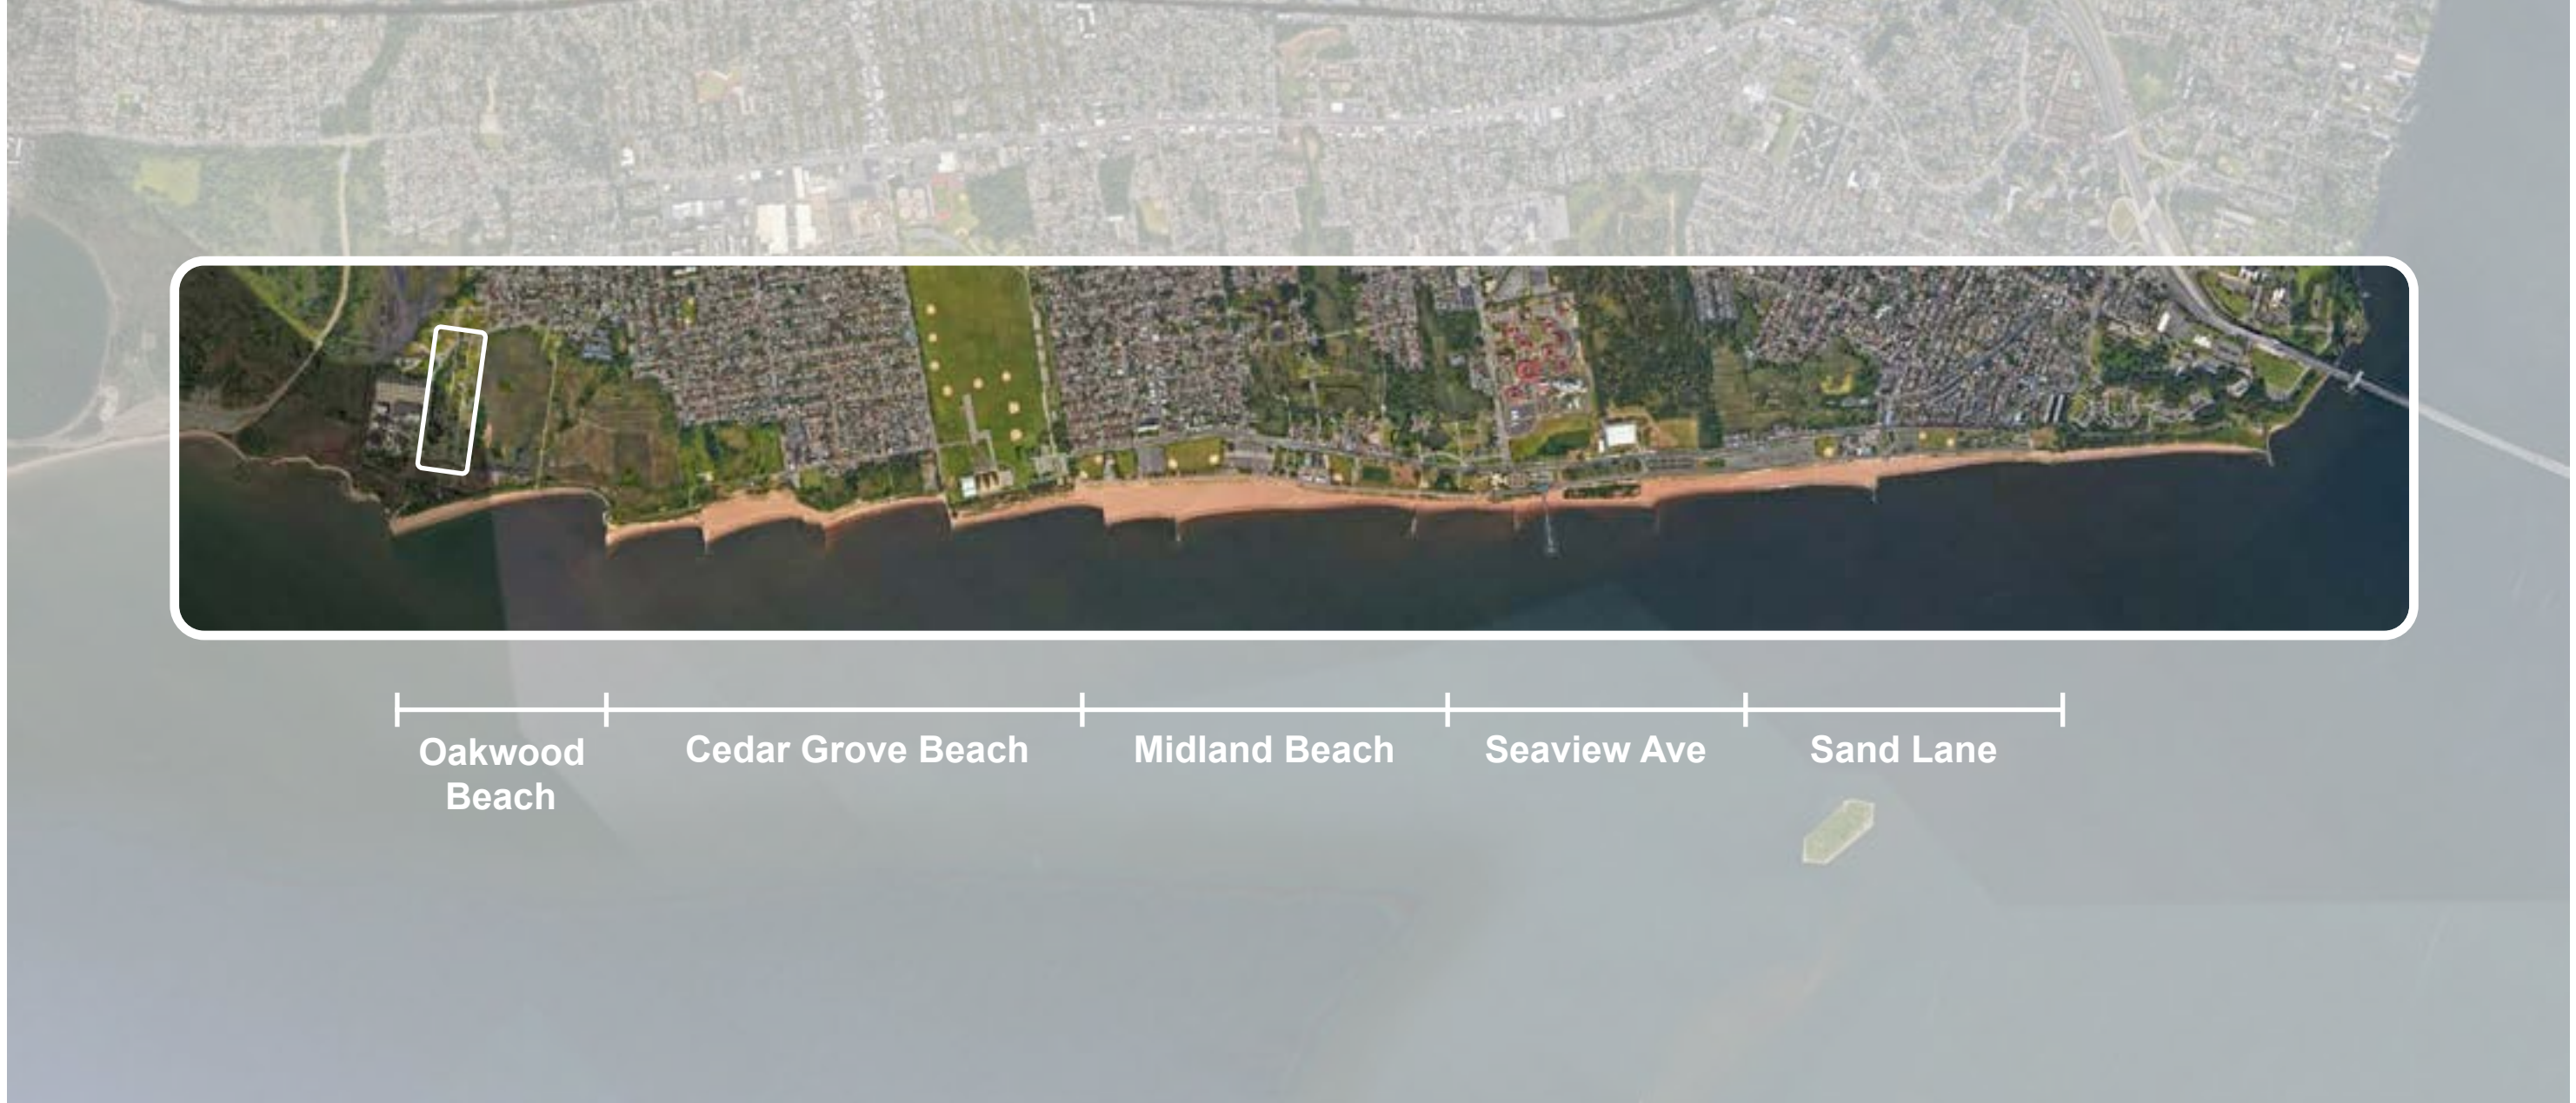 Oakwood
Beach
Cedar Grove Beach
Midland Beach
Seaview Ave
Sand Lane